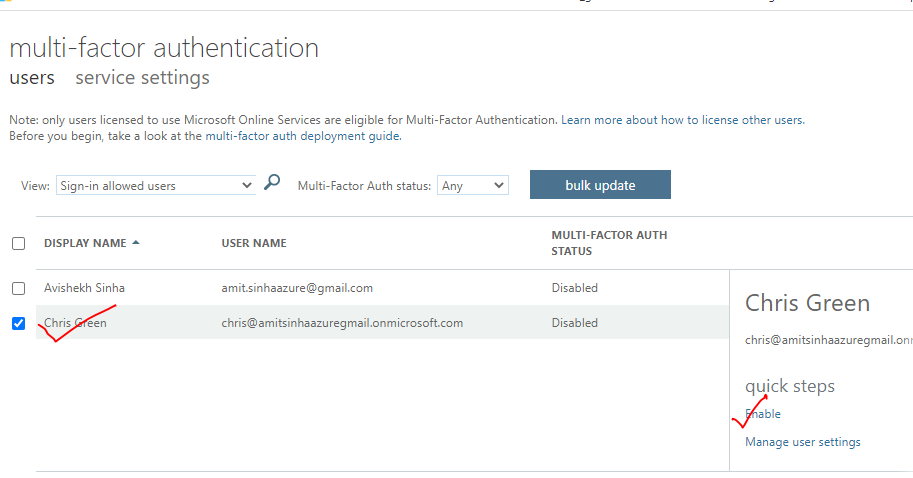 multi-factor authentication
users service settings
Note: only users licensed to use Microsoft Online Services are eligible for Multi-Factor Authentication. Learn more about how to license other users.
Before you begin, take a look at the multi-factor auth deployment guide.
View: Sign-in allowed users Multi-Factor Auth status: Any bulk update
DISPLAY NAME USER NAME MULTI-FACTOR AUTH
STATUS
Avishekh Sinha amit.sinhaazure@gmail.com Disabled
Chris Green chris@amitsinhaazuregmail.onmicrosoft.com Disabled
Chris Green
chris@amitsinhaazuregmail.on
quick steps
Enable
Manage user settings